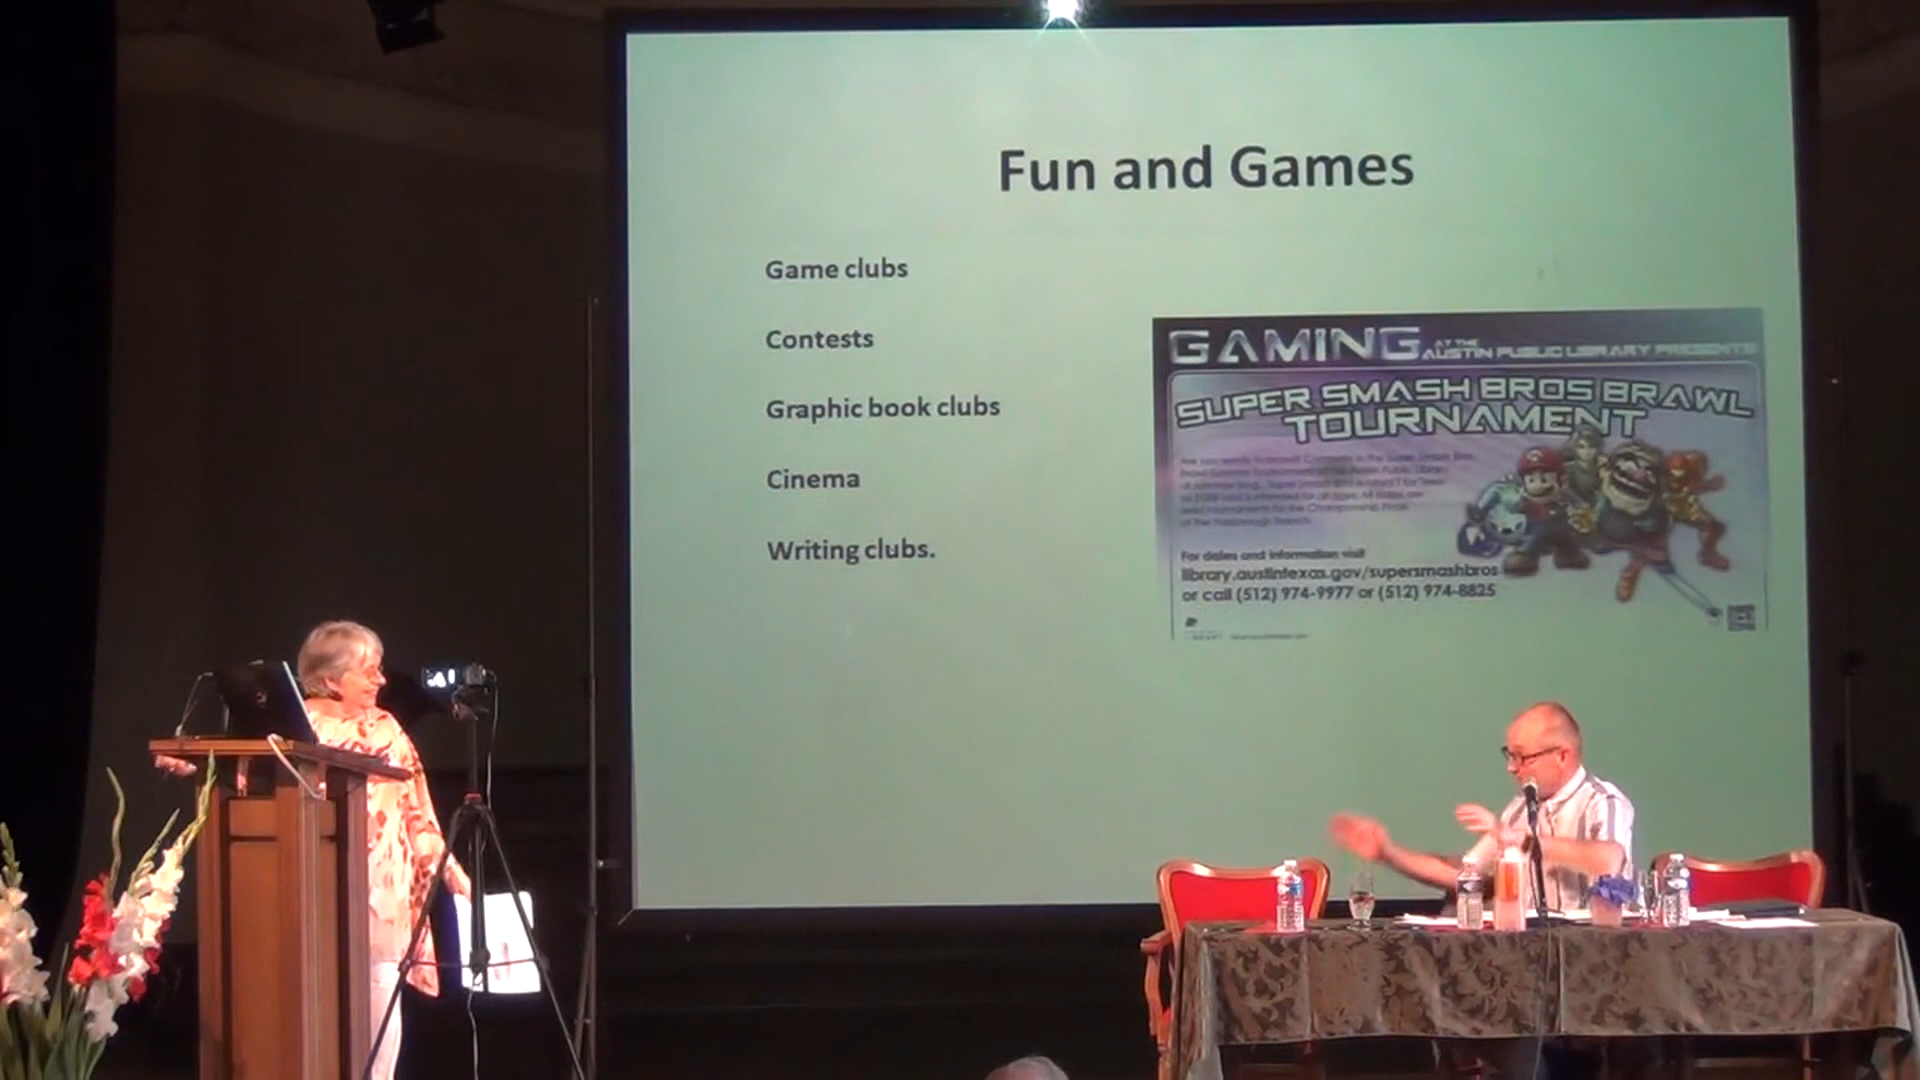 Fun and Games
Game clubs
Contests
Graphic book clubs
Cinema
Writing clubs.
GAMING AT THE
AUSTIN PUBLIC LIBRARY PRESENTS
SUPER SMASH BROS BRAWL
TOURNAMENT
For dates and information visit
library.austintexas.gov/supersmashbros
or call (512) 974-9977 or (512) 974-8825